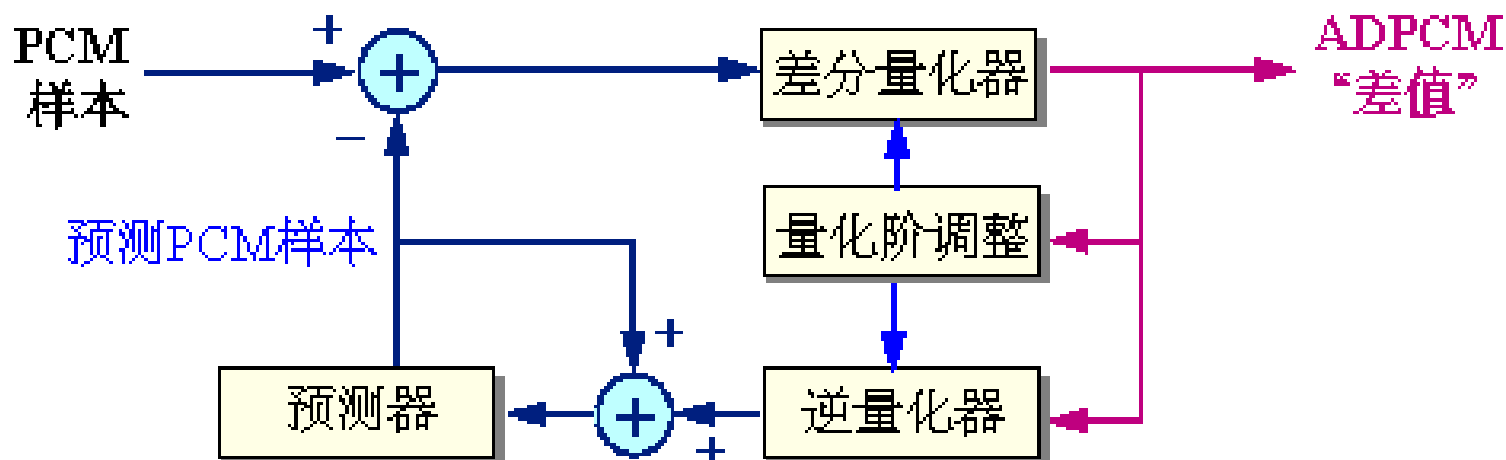 PCM
样本
+
+
−
差分量化器
ADPCM
“差值”
预测PCM样本
量化阶调整
+
预测器
+
+
逆量化器